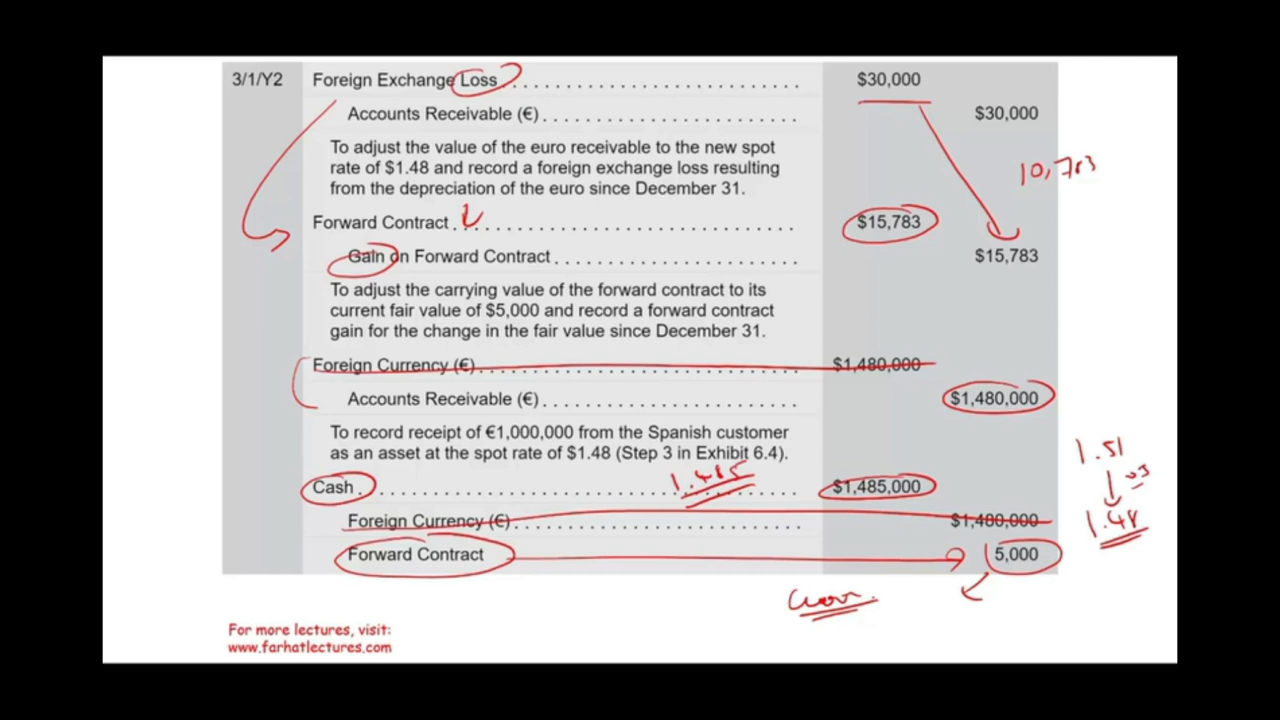 3/1/Y2 Foreign Exchange Loss . . . . . . . . . . . . . . . . . . . . . . . . . . . . $30,000
Accounts Receivable (€) . . . . . . . . . . . . . . . . . . . . . . . . . $30,000
To adjust the value of the euro receivable to the new spot
rate of $1.48 and record a foreign exchange loss resulting
from the depreciation of the euro since December 31.
10,783
Forward Contract . . . . . . . . . . . . . . . . . . . . . . . . . . . . . . . . $15,783
Gain on Forward Contract . . . . . . . . . . . . . . . . . . . . . . . . $15,783
To adjust the carrying value of the forward contract to its
current fair value of $5,000 and record a forward contract
gain for the change in the fair value since December 31.
Foreign Currency (€) . . . . . . . . . . . . . . . . . . . . . . . . . . . . . $1,480,000
Accounts Receivable (€) . . . . . . . . . . . . . . . . . . . . . . . . . $1,480,000
To record receipt of €1,000,000 from the Spanish customer
as an asset at the spot rate of $1.48 (Step 3 in Exhibit 6.4).
1.51
.03
1.485
Cash . . . . . . . . . . . . . . . . . . . . . . . . . . . . . . . . . . . . . . . . $1,485,000
Foreign Currency (€) . . . . . . . . . . . . . . . . . . . . . . . . . . . . $1,480,000
1.48
Forward Contract 5,000
For more lectures, visit:
www.farhatlectures.com